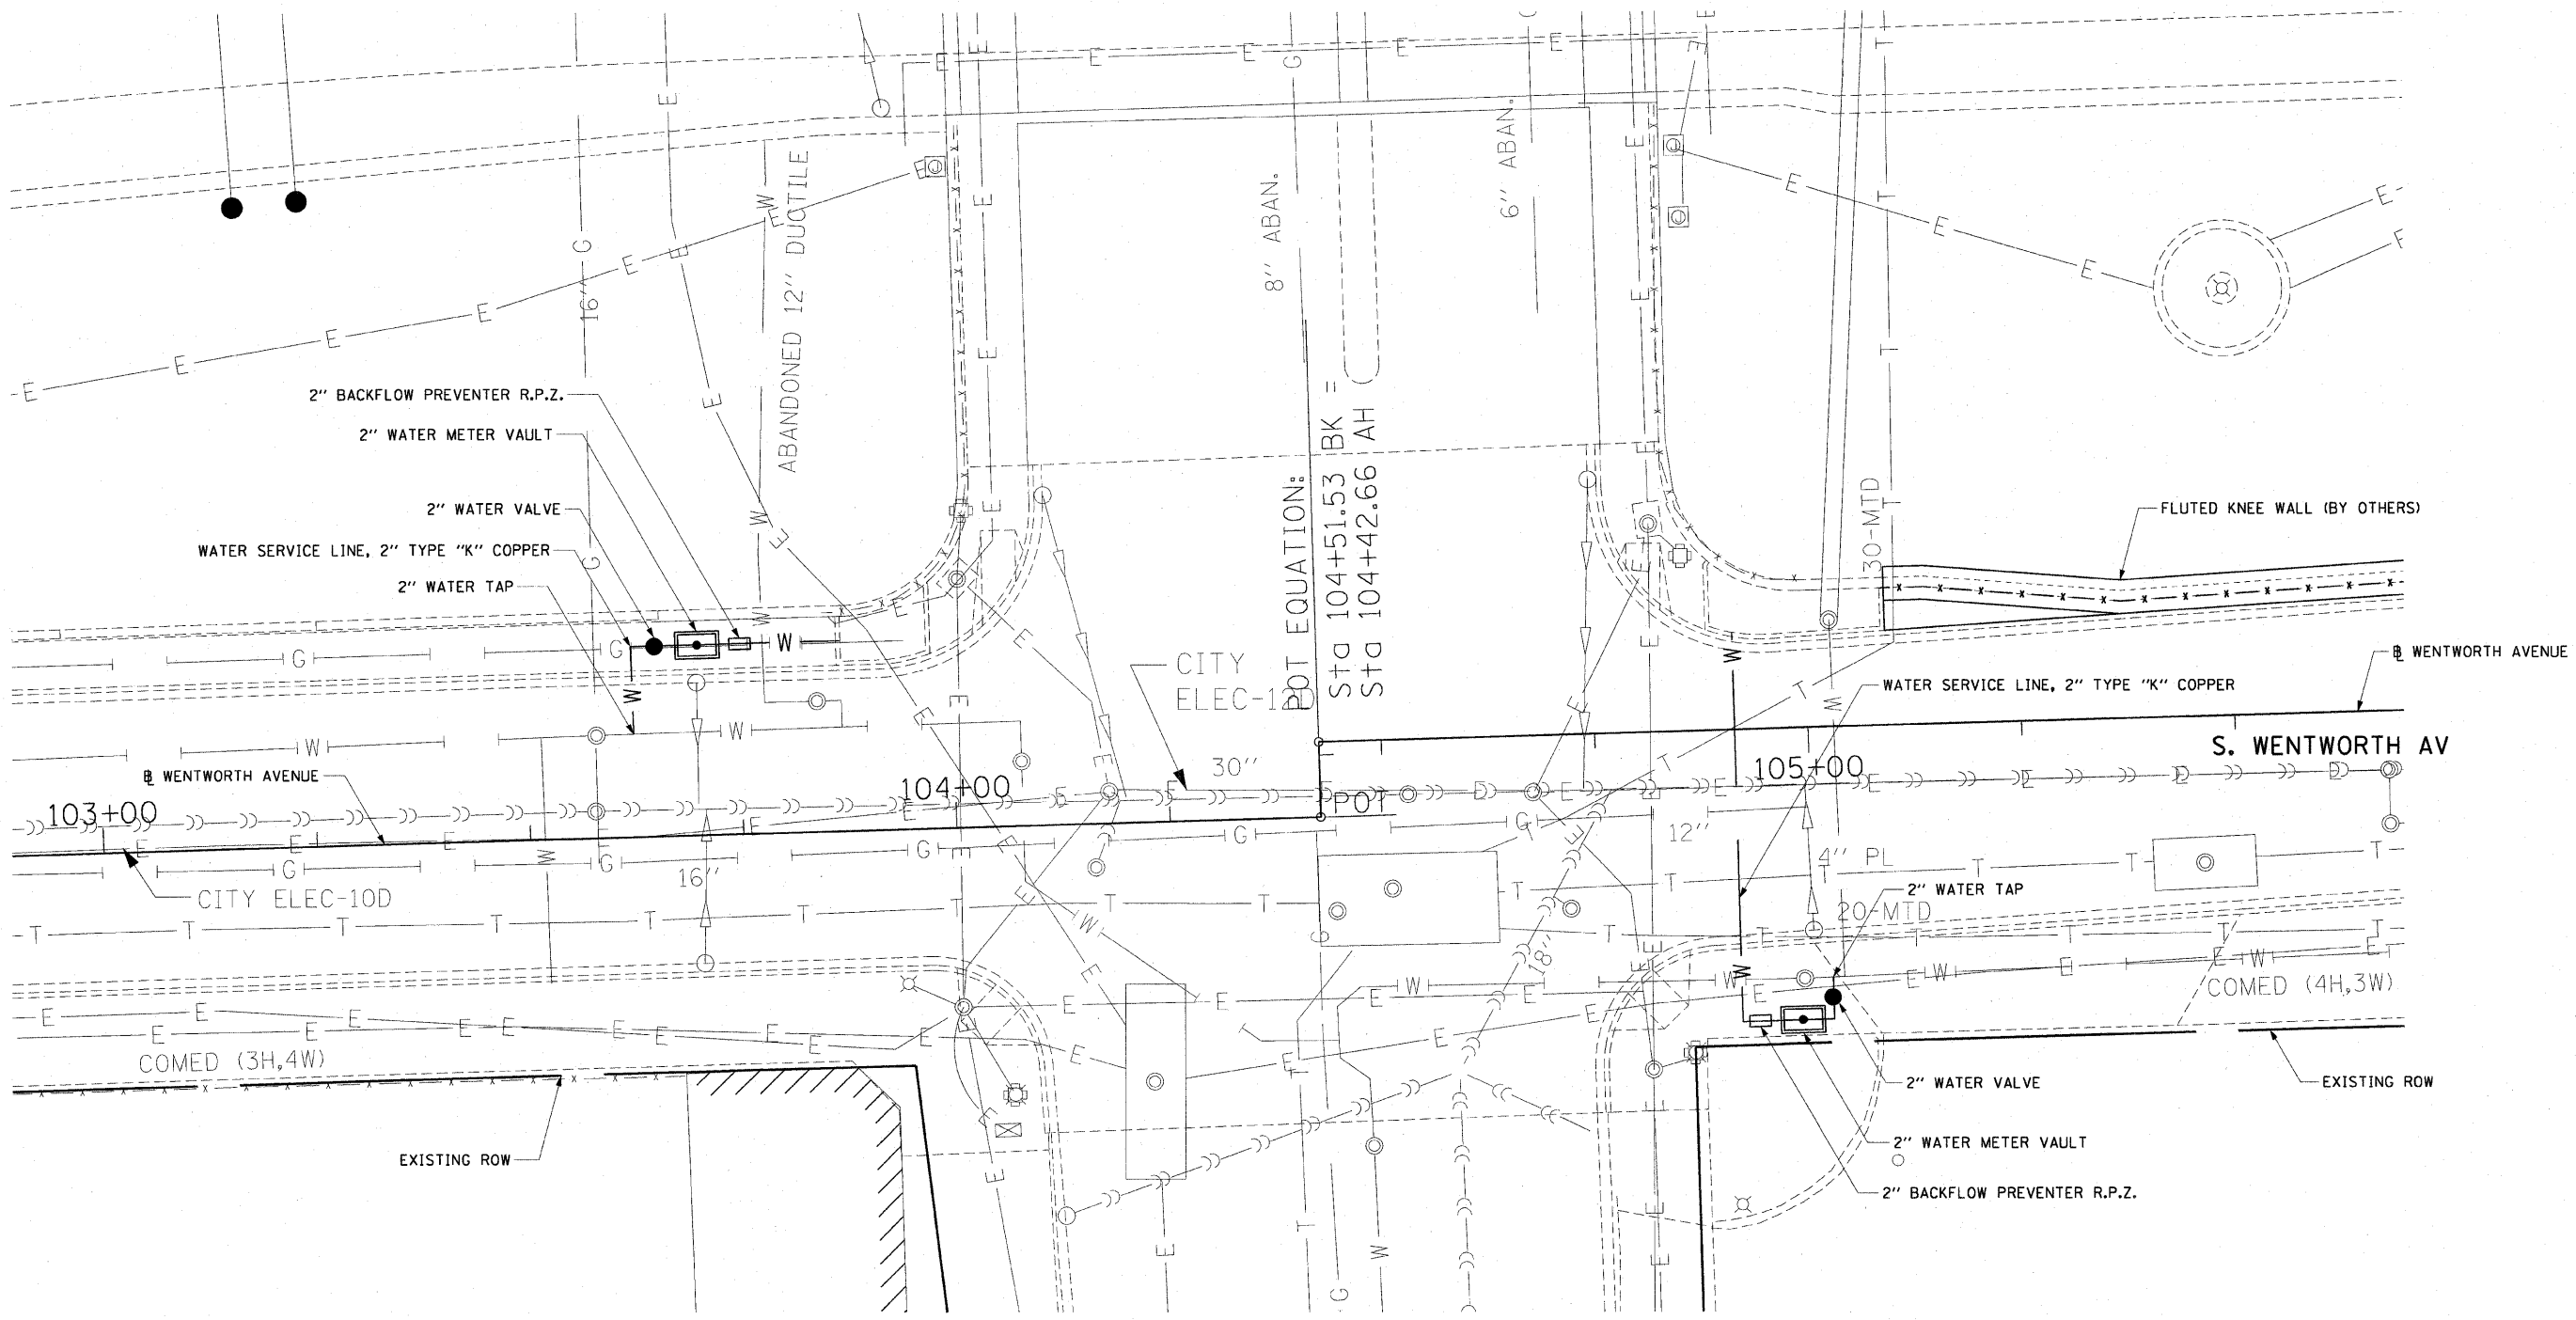 16" G
ABANDONED 12" DUCTILE
8" ABAN.
6" ABAN.
2" BACKFLOW PREVENTER R.P.Z.
2" WATER METER VAULT
2" WATER VALVE
WATER SERVICE LINE, 2" TYPE "K" COPPER
2" WATER TAP
POT EQUATION:
Sta 104+51.53 BK =
Sta 104+42.66 AH (
30-MTD
FLUTED KNEE WALL (BY OTHERS)
CITY
ELEC-12D
℄ WENTWORTH AVENUE
WATER SERVICE LINE, 2" TYPE "K" COPPER
S. WENTWORTH AV
℄ WENTWORTH AVENUE
103+00
104+00
30"
POT
105+00
12"
CITY ELEC-10D
16"
4" PL
2" WATER TAP
20-MTD
18"
COMED (4H,3W)
COMED (3H,4W)
2" WATER VALVE
EXISTING ROW
2" WATER METER VAULT
EXISTING ROW
2" BACKFLOW PREVENTER R.P.Z.